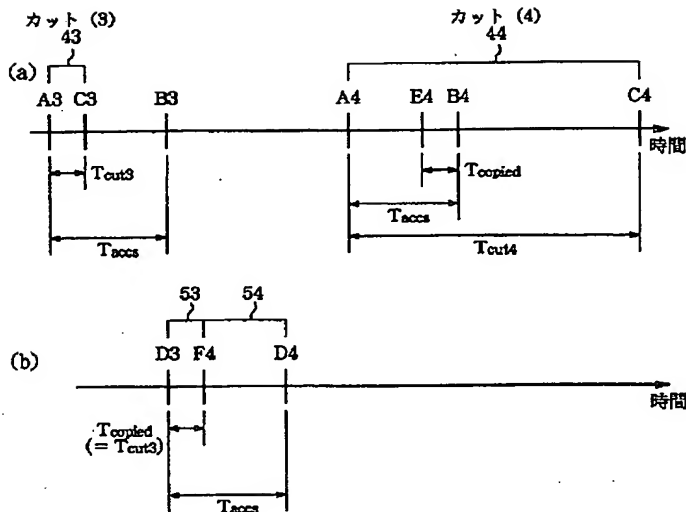 カット (3)
43
カット (4)
44
(a)
A3 C3 B3 A4 E4 B4 C4
時間
Tcut3
Tcopied
Taccs
Taccs
Tcut4
53 54
(b)
D3 F4 D4
時間
Tcopied
(= Tcut3)
Taccs